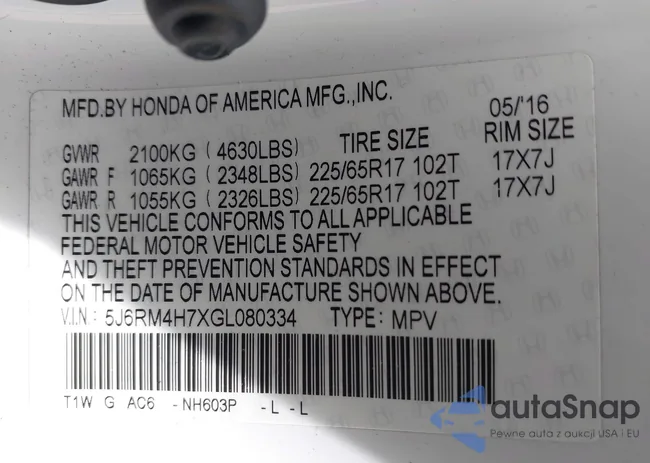 MFD.BY HONDA OF AMERICA MFG.,INC. 05/'16
GVWR 2100KG ( 4630LBS) TIRE SIZE RIM SIZE
GAWR F 1065KG ( 2348LBS) 225/65R17 102T 17X7J
GAWR R 1055KG ( 2326LBS) 225/65R17 102T 17X7J
THIS VEHICLE CONFORMS TO ALL APPLICABLE
FEDERAL MOTOR VEHICLE SAFETY
AND THEFT PREVENTION STANDARDS IN EFFECT
ON THE DATE OF MANUFACTURE SHOWN ABOVE.
V.I.N.: 5J6RM4H7XGL080334 TYPE: MPV
T1W G AC6 -NH603P -L -L
autaSnap
Pewne auta z aukcji USA i EU